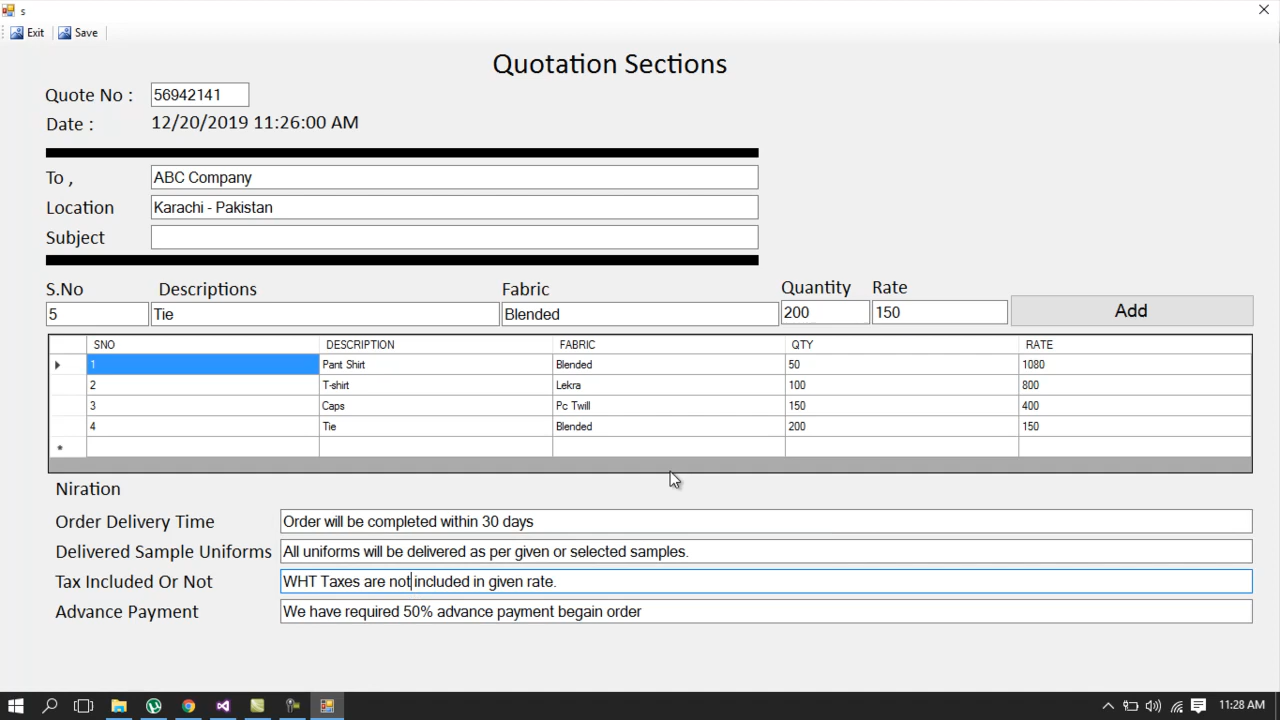 s
Exit Save
Quotation Sections
Quote No : 56942141
Date : 12/20/2019 11:26:00 AM
To , ABC Company
Location Karachi - Pakistan
Subject
S.No Descriptions Fabric Quantity Rate
5 Tie Blended 200 150 Add
SNO DESCRIPTION FABRIC QTY RATE
1 Pant Shirt Blended 50 1080
2 T-shirt Lekra 100 800
3 Caps Pc Twill 150 400
4 Tie Blended 200 150
*
Niration
Order Delivery Time Order will be completed within 30 days
Delivered Sample Uniforms All uniforms will be delivered as per given or selected samples.
Tax Included Or Not WHT Taxes are not included in given rate.
Advance Payment We have required 50% advance payment begain order
11:28 AM